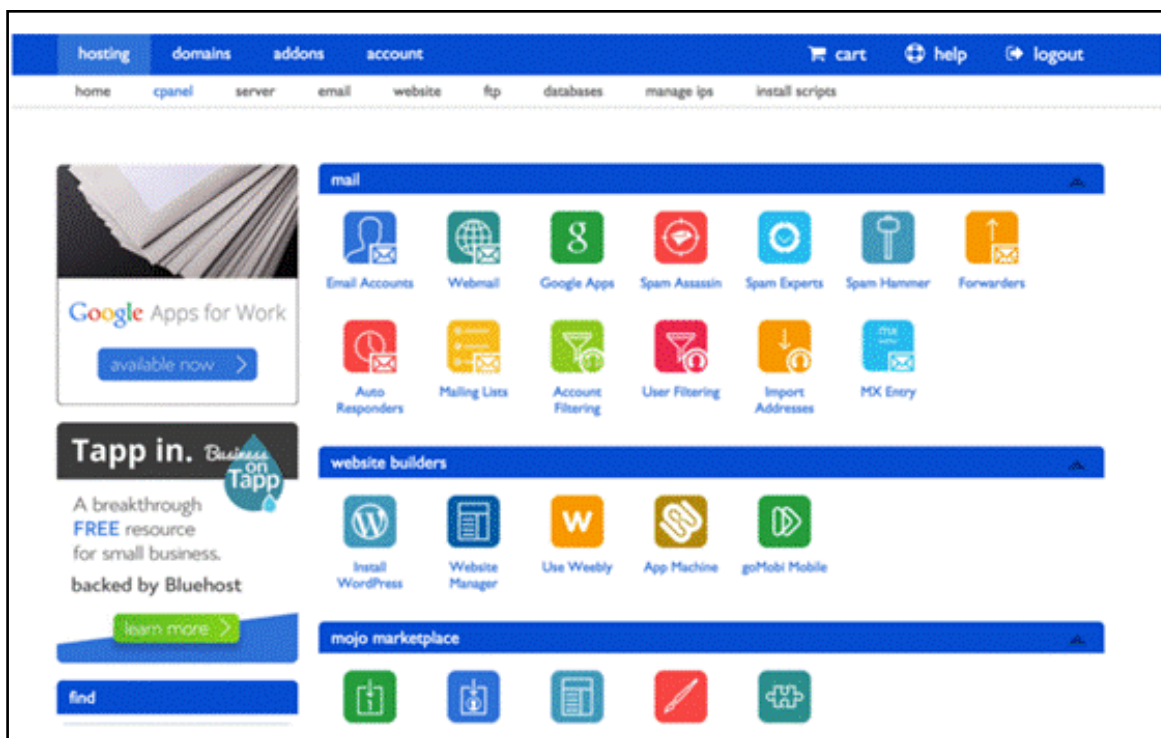 hosting domains addons account cart help logout
home cpanel server email website ftp databases manage ips install scripts
Google Apps for Work
available now
Tapp in. Business on Tapp
A breakthrough
FREE resource
for small business.
backed by Bluehost
learn more
find
mail
Email Accounts Webmail Google Apps Spam Assassin Spam Experts Spam Hammer Forwarders
g
mx
Auto Responders Mailing Lists Account Filtering User Filtering Import Addresses MX Entry
website builders
W W
Install WordPress Website Manager Use Weebly App Machine goMobi Mobile
mojo marketplace